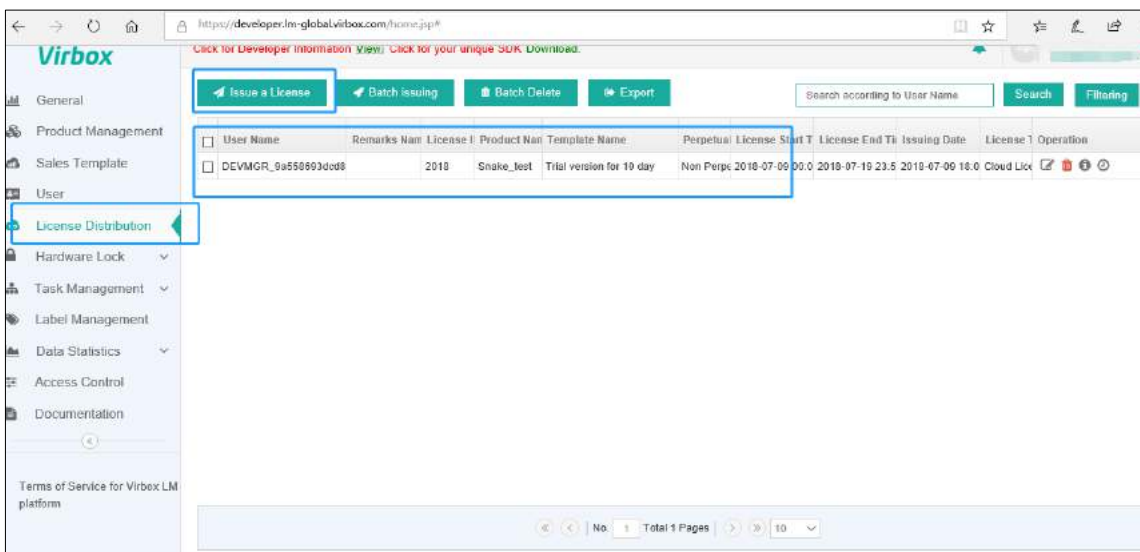 https://developer.lm-global.virbox.com/home.jsp#
Virbox
Click for Developer Information View; Click for your unique SDK Download.
Issue a License
Batch issuing
Batch Delete
Export
Search according to User Name
Search
Filtering
General
Product Management
Sales Template
User
License Distribution
Hardware Lock
Task Management
Label Management
Data Statistics
Access Control
Documentation
User Name Remarks Nam License I Product Nan Template Name Perpetual License Start T License End Ti Issuing Date License T Operation
DEVMGR_9a558693dcd8 2018 Snake_test Trial version for 10 day Non Perpe 2018-07-09 00:0 2018-07-19 23:5 2018-07-09 18:0 Cloud Lice
Terms of Service for Virbox LM
platform
No. 1 Total 1 Pages 10